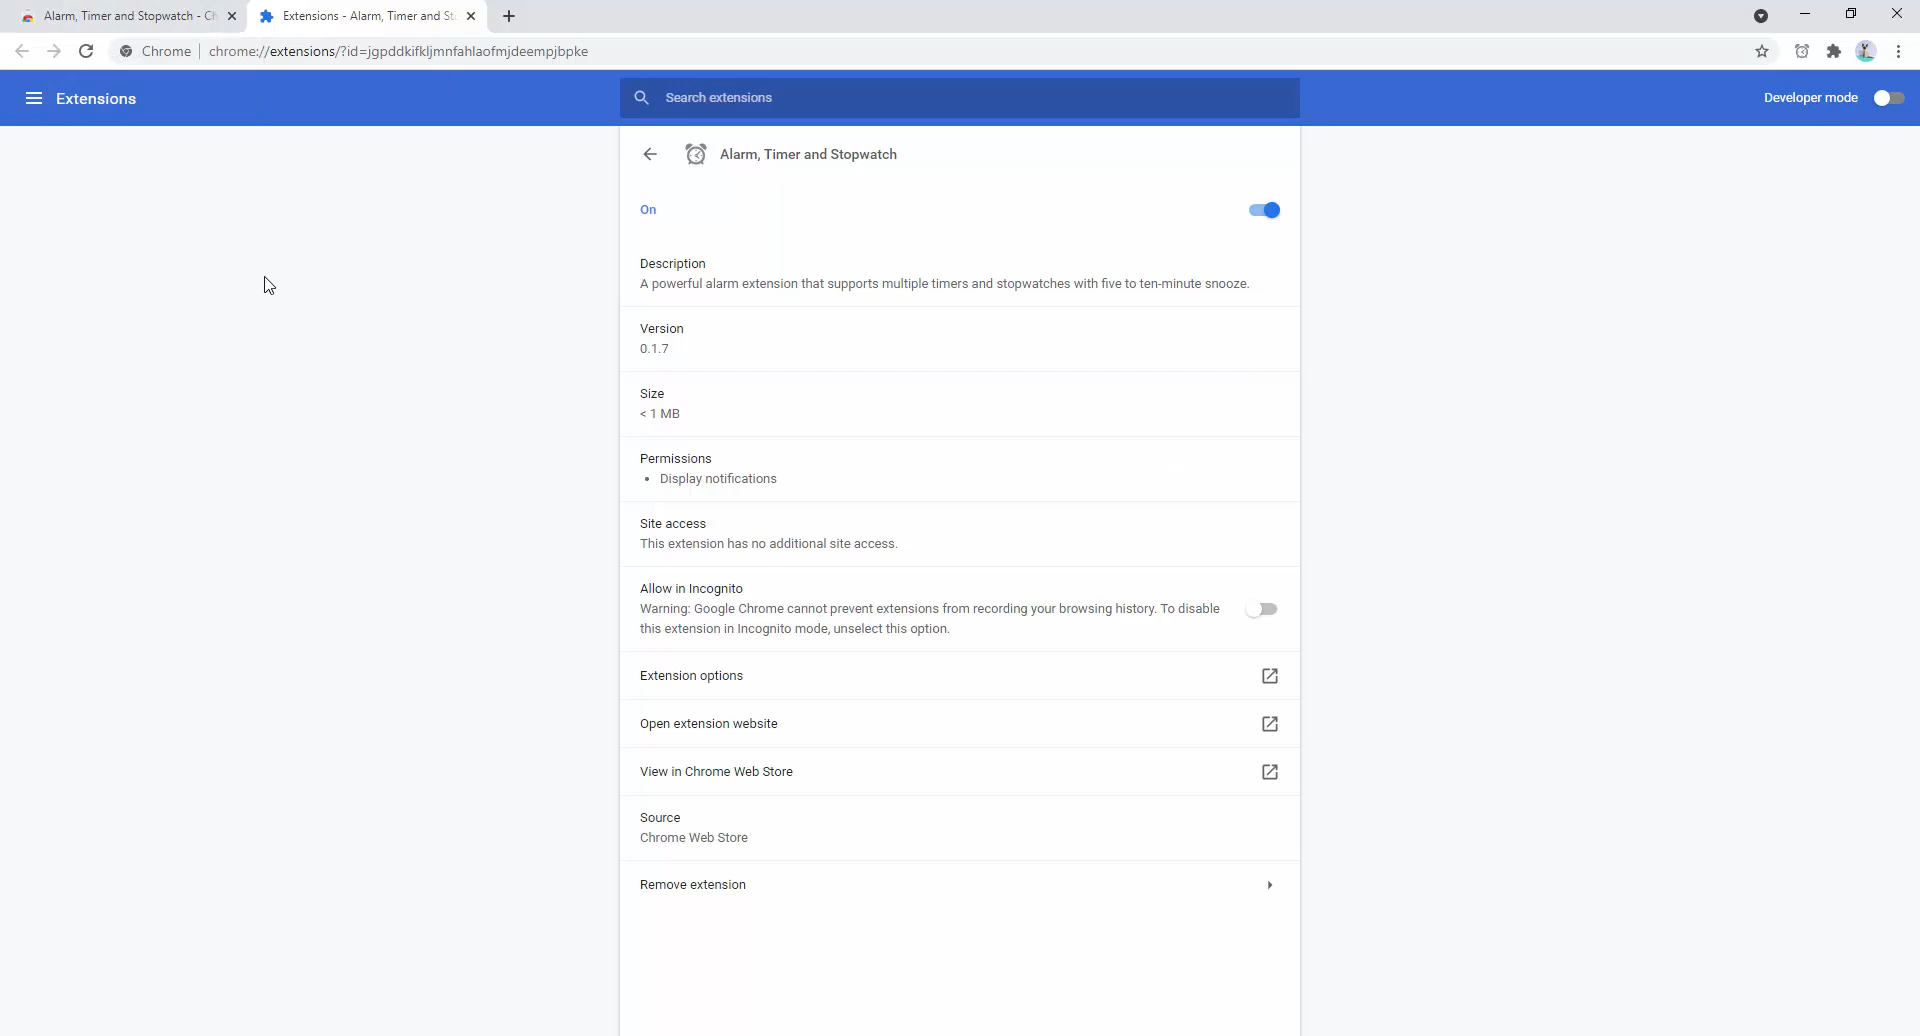 Alarm, Timer and Stopwatch - Ch
Extensions - Alarm, Timer and St
Chrome
chrome://extensions/?id=jgpddkifkljmnfahlaofmjdeempjbpke
Extensions
Search extensions
Developer mode
Alarm, Timer and Stopwatch
On
Description
A powerful alarm extension that supports multiple timers and stopwatches with five to ten-minute snooze.
Version
0.1.7
Size
< 1 MB
Permissions
• Display notifications
Site access
This extension has no additional site access.
Allow in Incognito
Warning: Google Chrome cannot prevent extensions from recording your browsing history. To disable
this extension in Incognito mode, unselect this option.
Extension options
Open extension website
View in Chrome Web Store
Source
Chrome Web Store
Remove extension